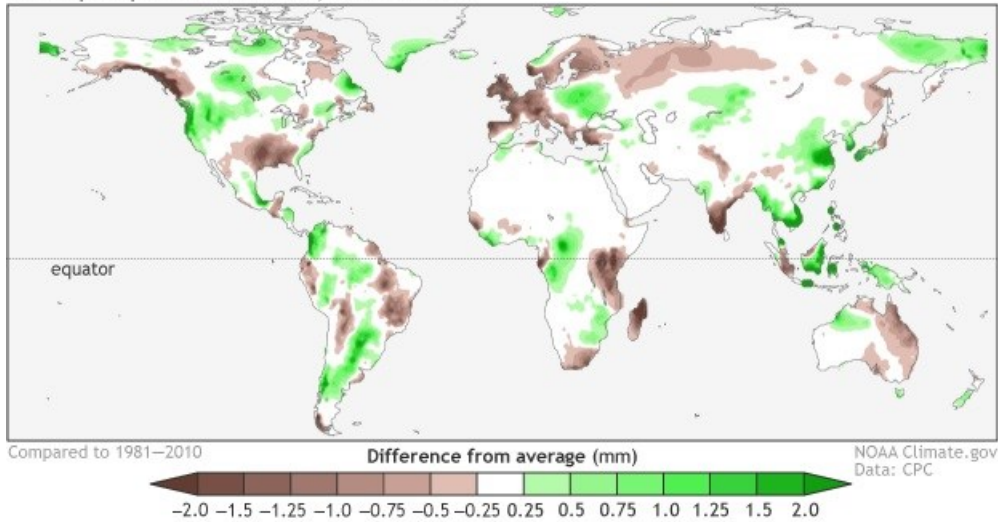 equator
Compared to 1981—2010
Difference from average (mm)
NOAA Climate.gov
Data: CPC
−2.0 −1.5 −1.25 −1.0 −0.75 −0.5 −0.25 0.25 0.5 0.75 1.0 1.25 1.5 2.0